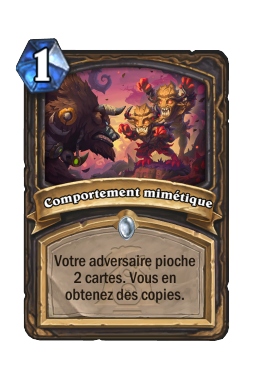 1
Comportement mimétique
Votre adversaire pioche
2 cartes. Vous en
obtenez des copies.